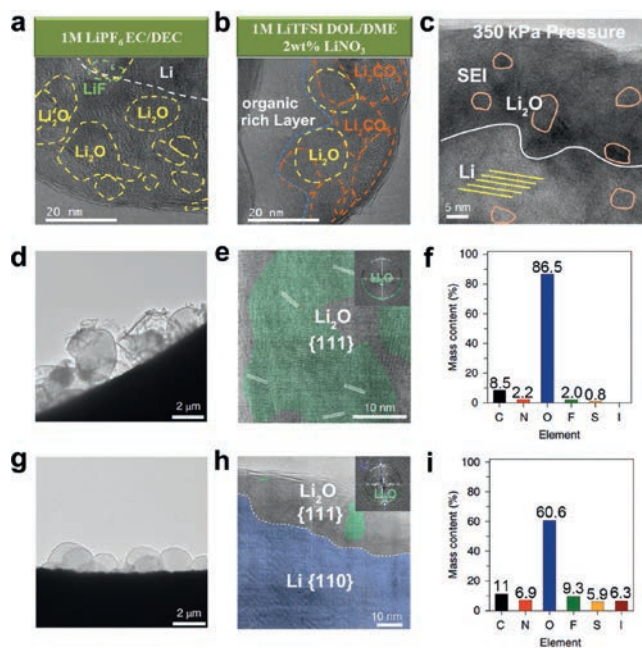 a
1M LiPF₆ EC/DEC
LiF
Li
Li₂O
Li₂O
Li₂O
20 nm
b
1M LiTFSI DOL/DME
2wt% LiNO₃
Li₂CO₃
organic
rich Layer
Li₂CO₃
Li₂O
20 nm
c
350 kPa Pressure
SEI
Li₂O
Li
5 nm
d
2 μm
e
Li₂O
Li₂O
{111}
10 nm
f
Mass content (%)
100
80
60
40
20
0
8.5
2.2
86.5
2.0
0.8
C N O F S I
Element
g
2 μm
h
Li₂O
Li₂O
{111}
Li {110}
10 nm
i
Mass content (%)
100
80
60
40
20
0
11
6.9
60.6
9.3
5.9
6.3
C N O F S I
Element